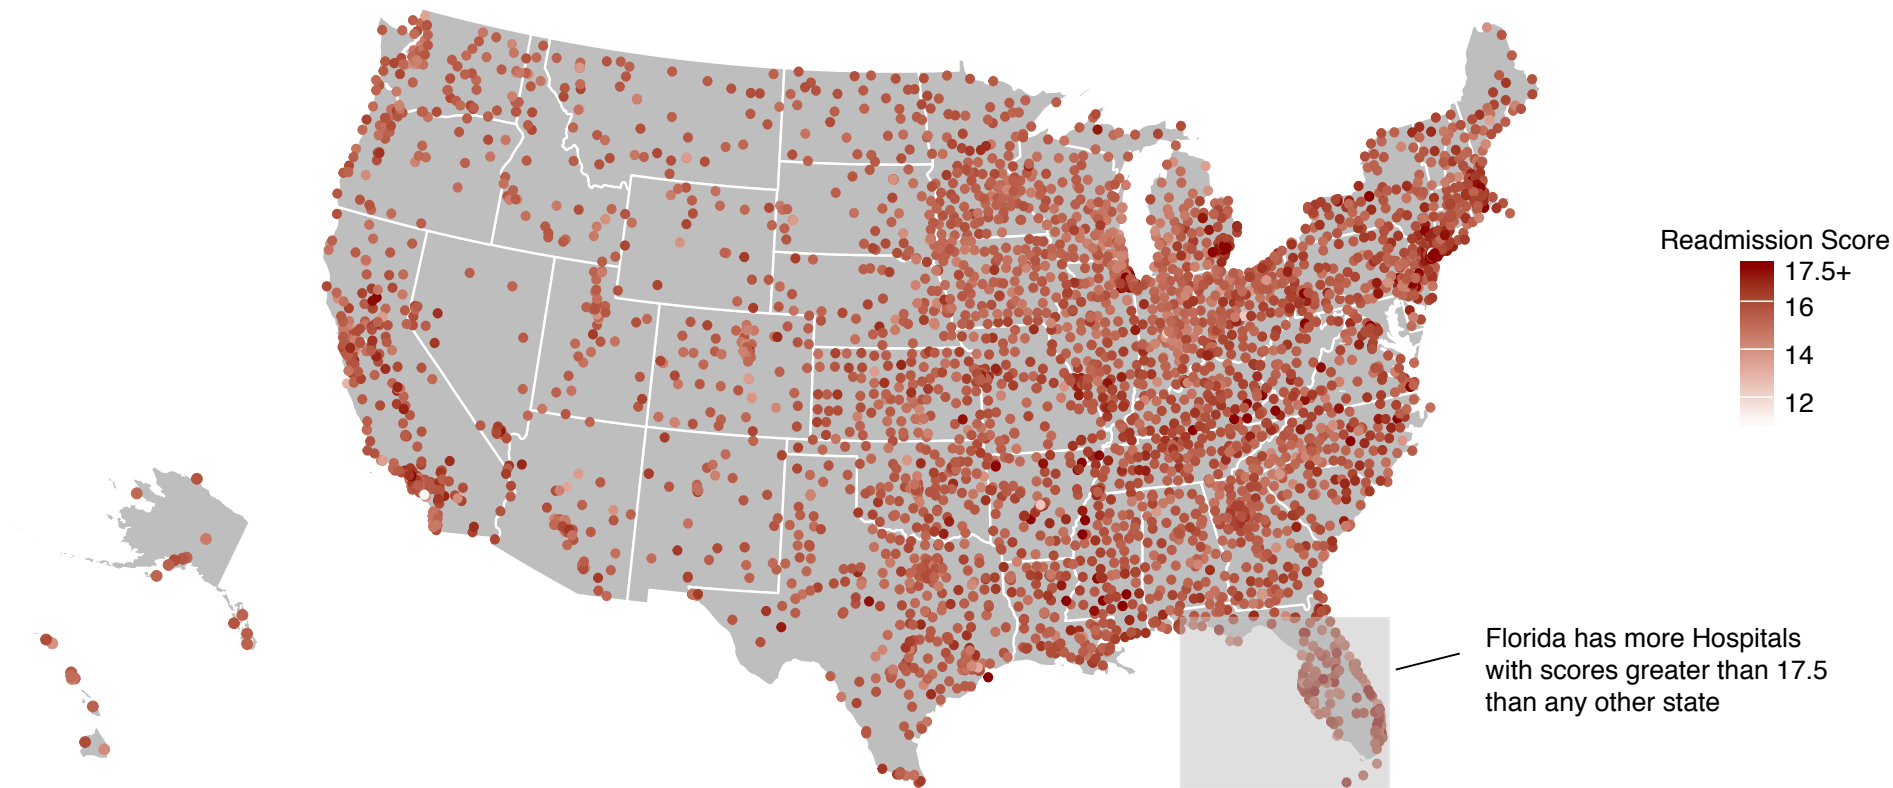 Readmission Score
17.5+
16
14
12
Florida has more Hospitals
with scores greater than 17.5
than any other state